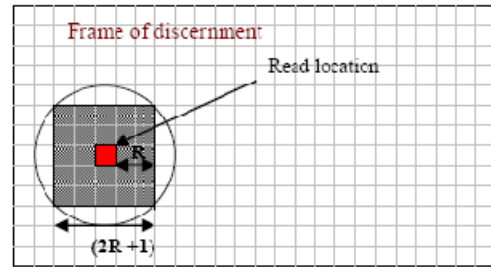 Frame of discernment
Read location
R
(2R +1)